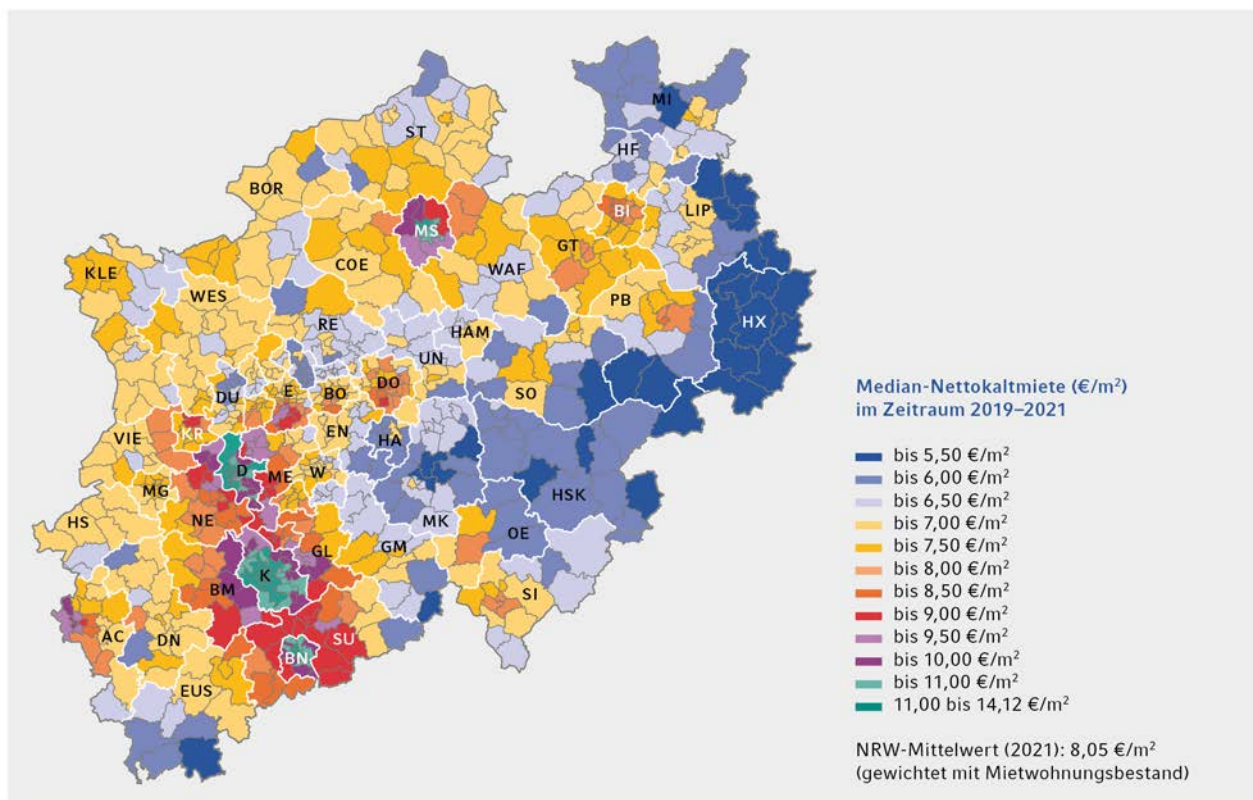 MI
ST
HF
BOR
LIP
BI
MS
GT
KLE
COE
WAF
WES
PB
RE
HX
HAM
UN
DO
E
BO
SO
DU
KR
EN
HA
VIE
D
ME
W
MG
HSK
HS
NE
MK
OE
GL
GM
K
BM
SI
AC
DN
SU
BN
EUS
Median-Nettokaltmiete (€/m²)
im Zeitraum 2019–2021
bis 5,50 €/m²
bis 6,00 €/m²
bis 6,50 €/m²
bis 7,00 €/m²
bis 7,50 €/m²
bis 8,00 €/m²
bis 8,50 €/m²
bis 9,00 €/m²
bis 9,50 €/m²
bis 10,00 €/m²
bis 11,00 €/m²
11,00 bis 14,12 €/m²
NRW-Mittelwert (2021): 8,05 €/m²
(gewichtet mit Mietwohnungsbestand)